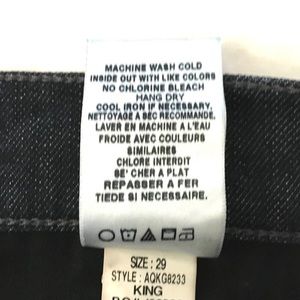 MACHINE WASH COLD
INSIDE OUT WITH LIKE COLORS
NO CHLORINE BLEACH
HANG DRY
COOL IRON IF NECESSARY.
NETTOYAGE A SEC RECOMMANDE.
LAVER EN MACHINE A L'EAU
FROIDE AVEC COULEURS
SIMILAIRES
CHLORE INTERDIT
SE' CHER A PLAT
REPASSER A FER
TIEDE SI NECESSAIRE.
SIZE : 29
STYLE : AQKG8233
KING